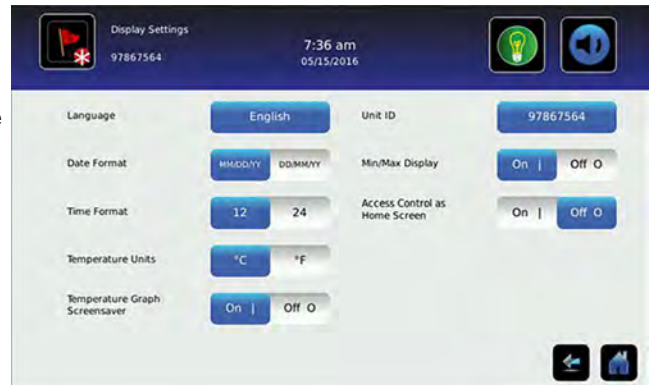 Display Settings
97867564
7:36 am
05/15/2016
Language
English
Unit ID
97867564
Date Format
MM/DD/YY
DD/MM/YY
Min/Max Display
On |
Off O
Time Format
12
24
Access Control as
Home Screen
On |
Off O
Temperature Units
°C
°F
Temperature Graph
Screensaver
On |
Off O